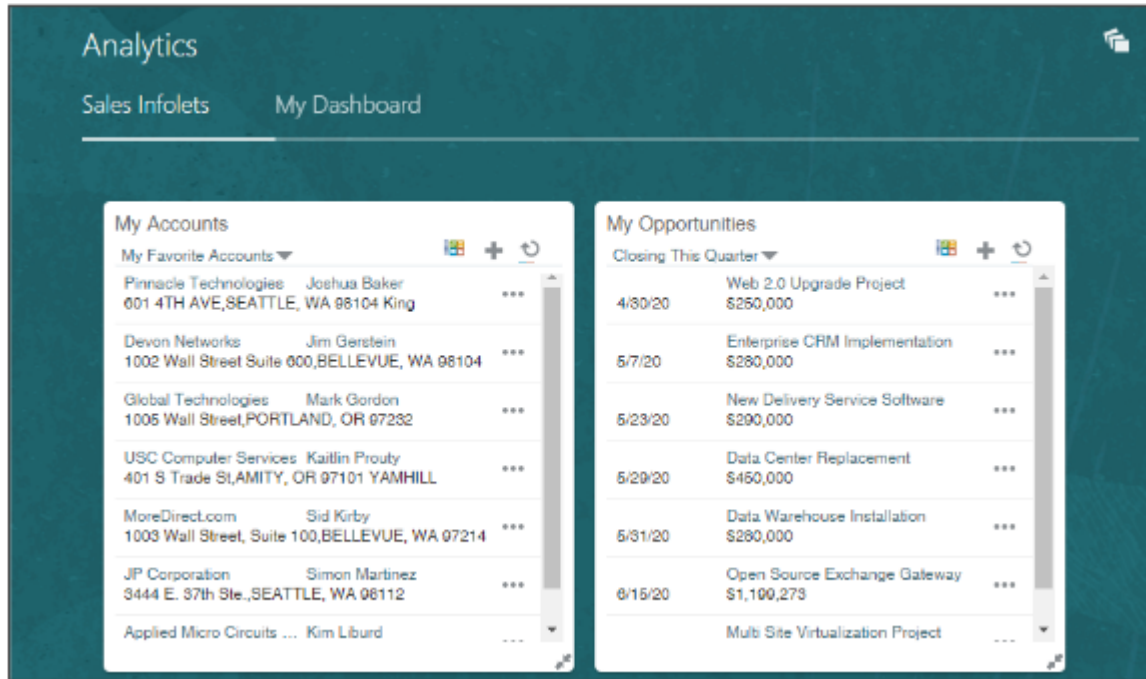 Analytics
Sales Infolets My Dashboard
My Accounts
My Favorite Accounts
Pinnacle Technologies Joshua Baker
601 4TH AVE,SEATTLE, WA 98104 King
Devon Networks Jim Gerstein
1002 Wall Street Suite 600,BELLEVUE, WA 98104
Global Technologies Mark Gordon
1005 Wall Street,PORTLAND, OR 97232
USC Computer Services Kaitlin Prouty
401 S Trade St,AMITY, OR 97101 YAMHILL
MoreDirect.com Sid Kirby
1003 Wall Street, Suite 100,BELLEVUE, WA 97214
JP Corporation Simon Martinez
3444 E. 37th Ste.,SEATTLE, WA 98112
Applied Micro Circuits ... Kim Liburd
My Opportunities
Closing This Quarter
Web 2.0 Upgrade Project
4/30/20 $250,000
Enterprise CRM Implementation
5/7/20 $280,000
New Delivery Service Software
5/23/20 $290,000
Data Center Replacement
5/29/20 $450,000
Data Warehouse Installation
5/31/20 $280,000
Open Source Exchange Gateway
6/15/20 $1,199,273
Multi Site Virtualization Project